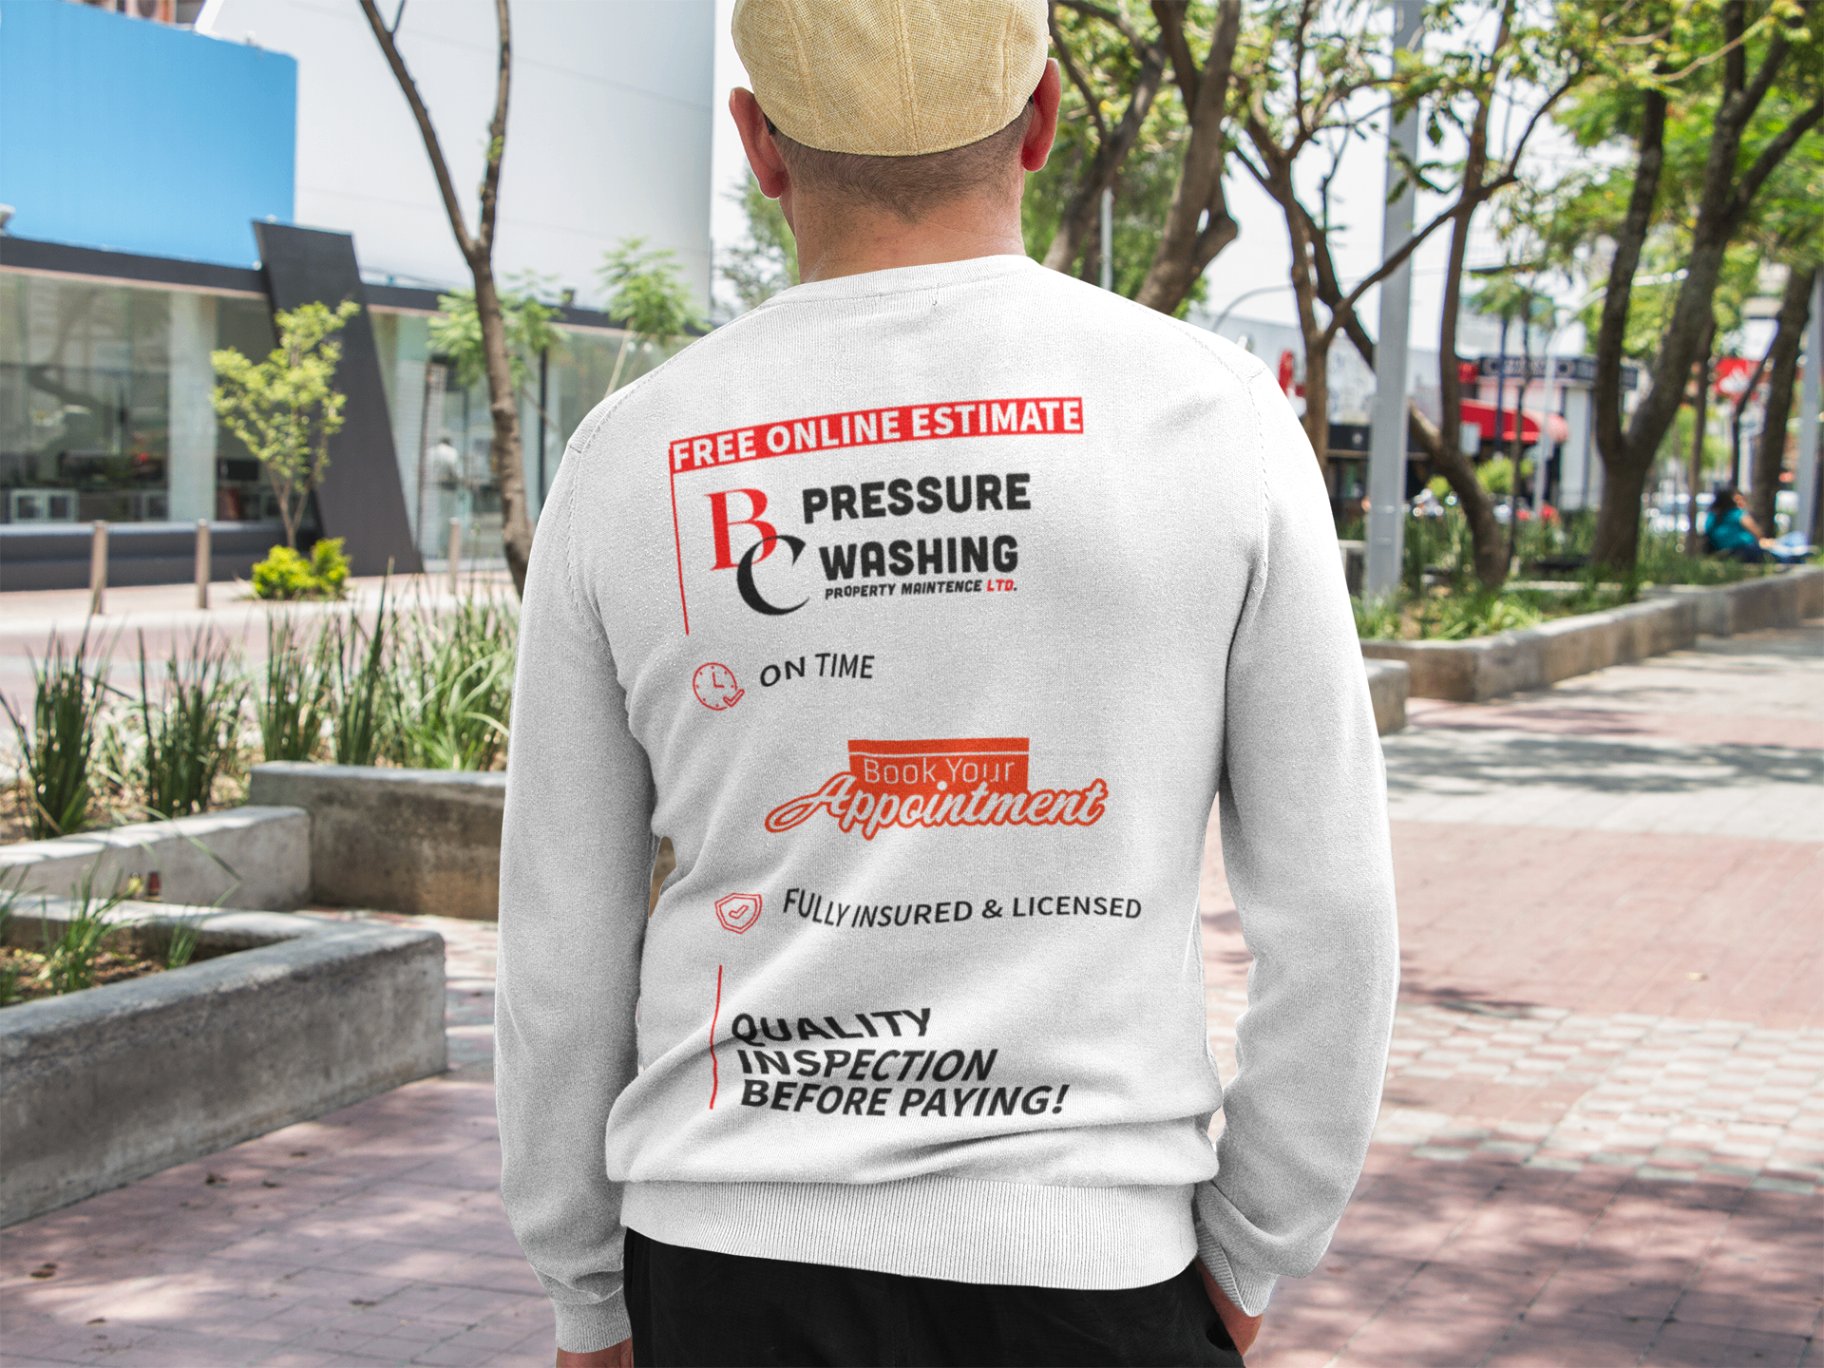 FREE ONLINE ESTIMATE
BC
PRESSURE
WASHING
PROPERTY MAINTENCE LTD.
ON TIME
Book Your
Appointment
FULLY INSURED & LICENSED
QUALITY
INSPECTION
BEFORE PAYING!